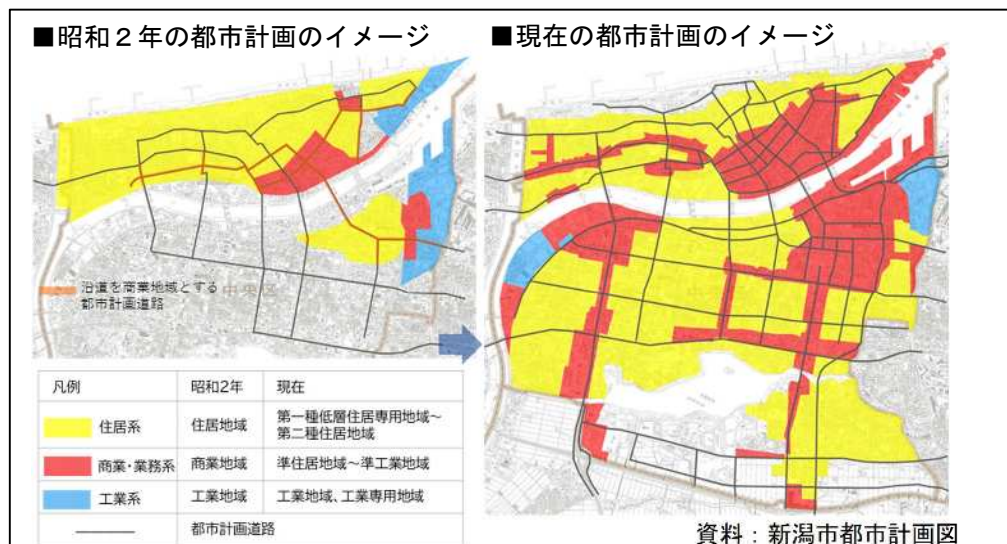 ■昭和２年の都市計画のイメージ
■現在の都市計画のイメージ
沿道を商業地域とする
都市計画道路
中央区
凡例 昭和2年 現在
住居系 住居地域 第一種低層住居専用地域～
第二種住居地域
商業・業務系 商業地域 準住居地域～準工業地域
工業系 工業地域 工業地域、工業専用地域
都市計画道路
資料：新潟市都市計画図